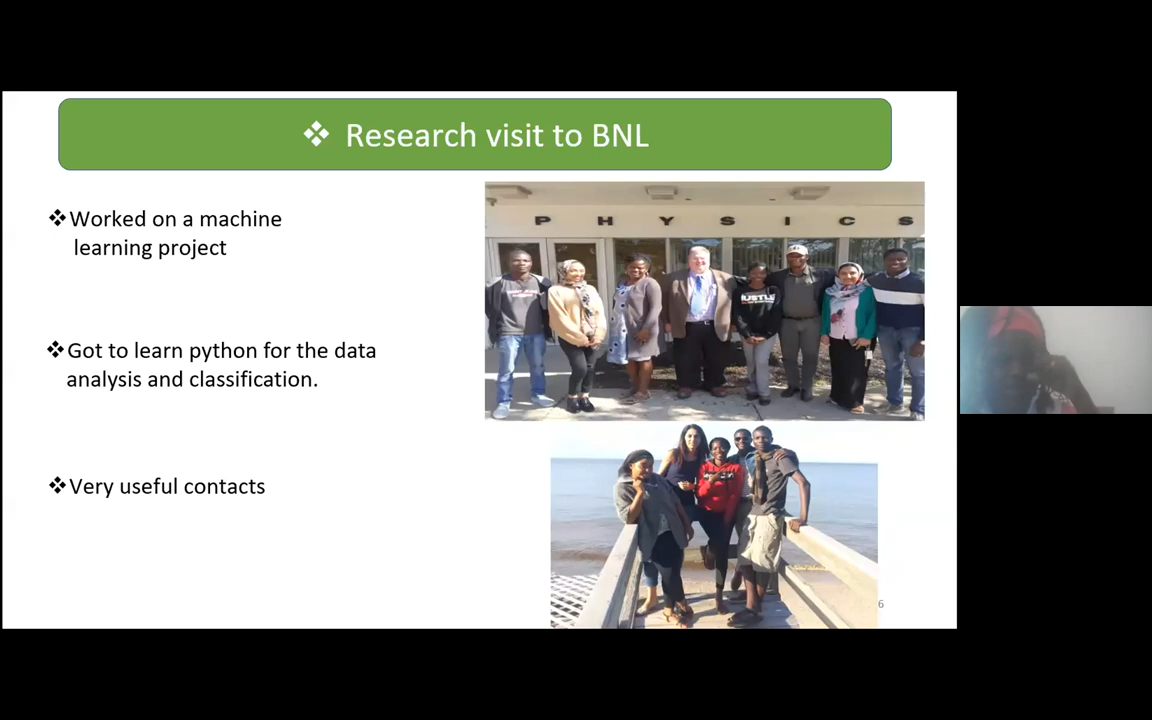 ❖ Research visit to BNL
❖Worked on a machine
learning project
❖Got to learn python for the data
analysis and classification.
❖Very useful contacts
P H Y S I C S
HUSTLE
6